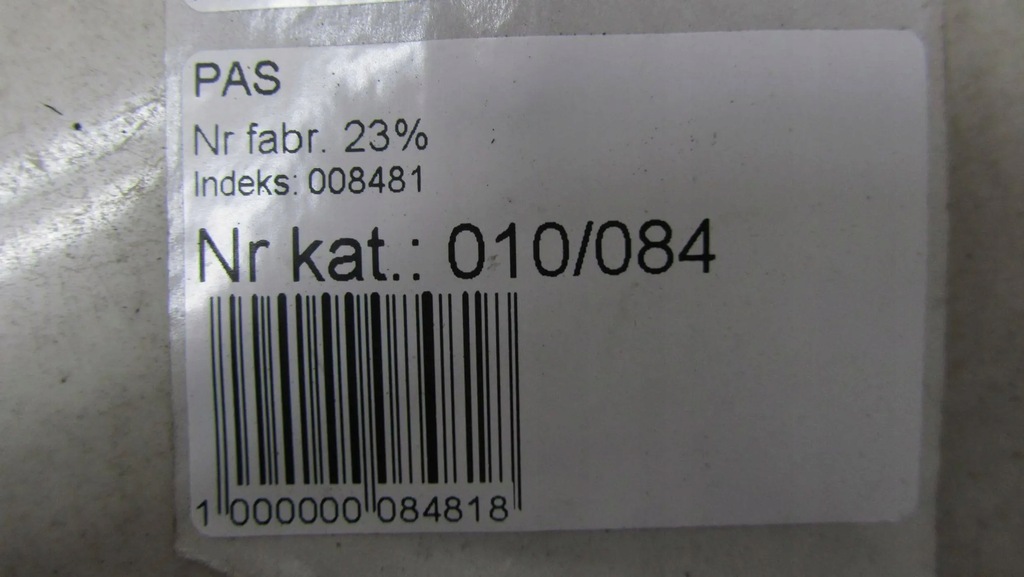 PAS
Nr fabr. 23%
Indeks: 008481
Nr kat.: 010/084
1 000000 084818